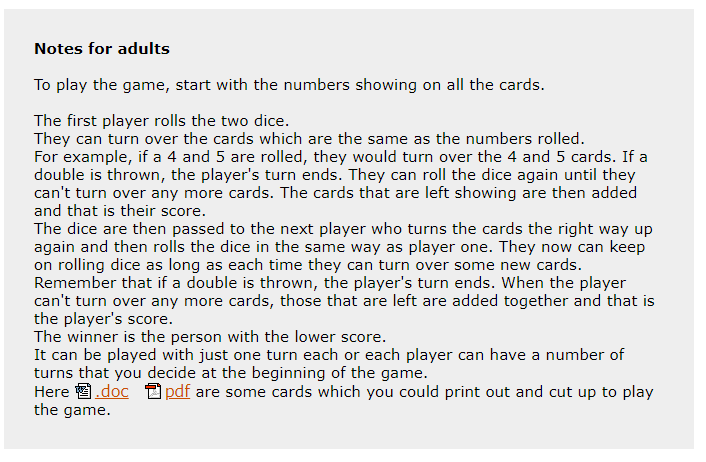 Notes for adults
To play the game, start with the numbers showing on all the cards.
The first player rolls the two dice.
They can turn over the cards which are the same as the numbers rolled.
For example, if a 4 and 5 are rolled, they would turn over the 4 and 5 cards. If a
double is thrown, the player's turn ends. They can roll the dice again until they
can't turn over any more cards. The cards that are left showing are then added
and that is their score.
The dice are then passed to the next player who turns the cards the right way up
again and then rolls the dice in the same way as player one. They now can keep
on rolling dice as long as each time they can turn over some new cards.
Remember that if a double is thrown, the player's turn ends. When the player
can't turn over any more cards, those that are left are added together and that is
the player's score.
The winner is the person with the lower score.
It can be played with just one turn each or each player can have a number of
turns that you decide at the beginning of the game.
Here .doc pdf are some cards which you could print out and cut up to play
the game.